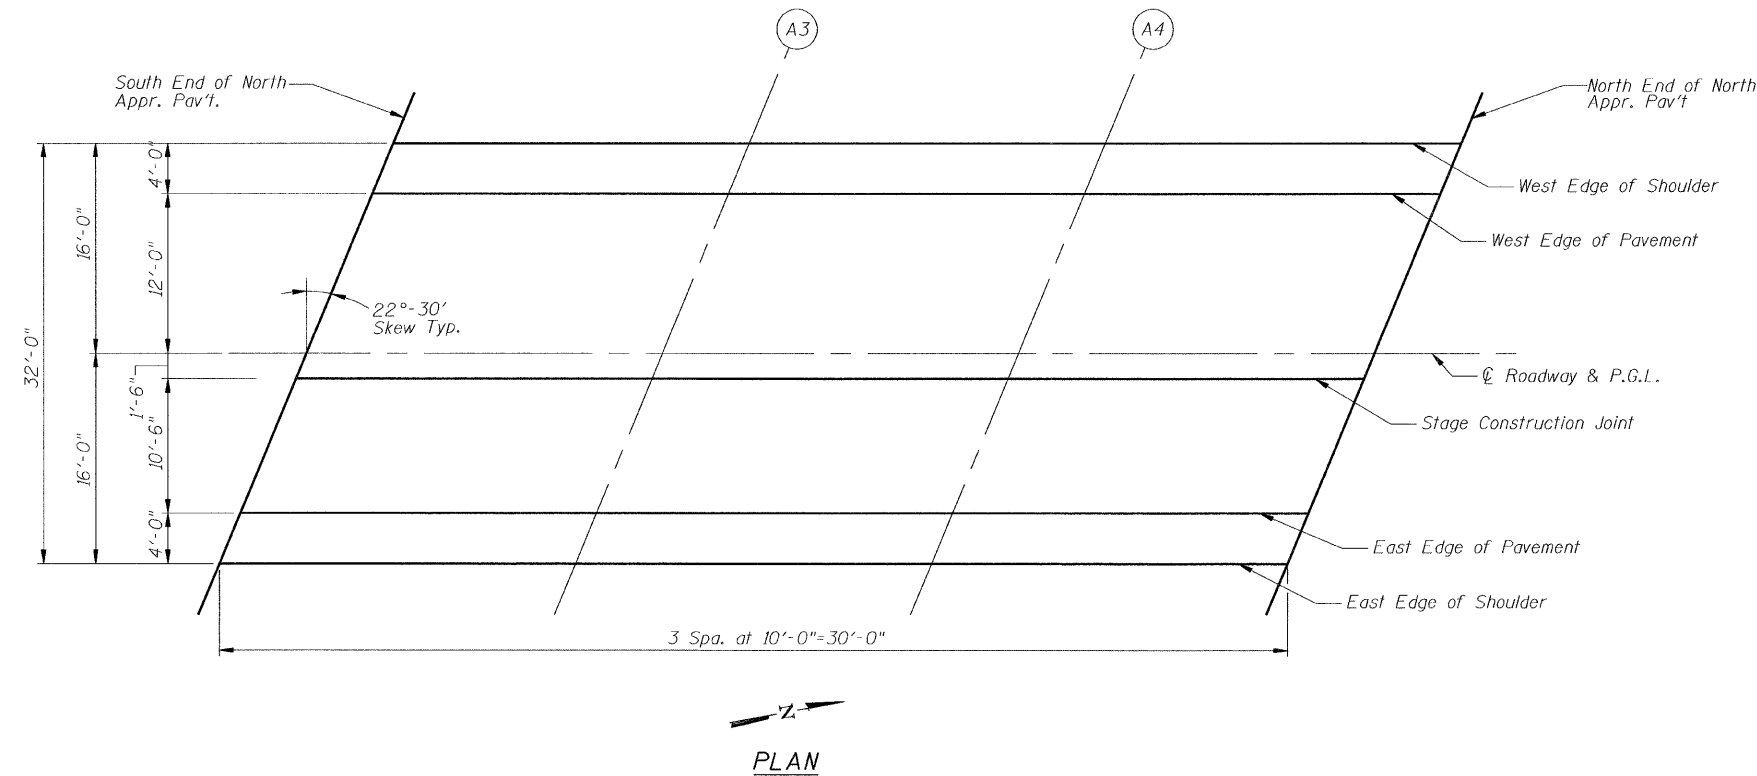 A3
A4
South End of North
Appr. Pav't.
North End of North
Appr. Pav't
4'-0"
16'-0"
12'-0"
32'-0"
West Edge of Shoulder
West Edge of Pavement
22°-30'
Skew Typ.
℄ Roadway & P.G.L.
1'-6"
10'-6"
16'-0"
4'-0"
Stage Construction Joint
East Edge of Pavement
East Edge of Shoulder
3 Spa. at 10'-0"=30'-0"
N
PLAN